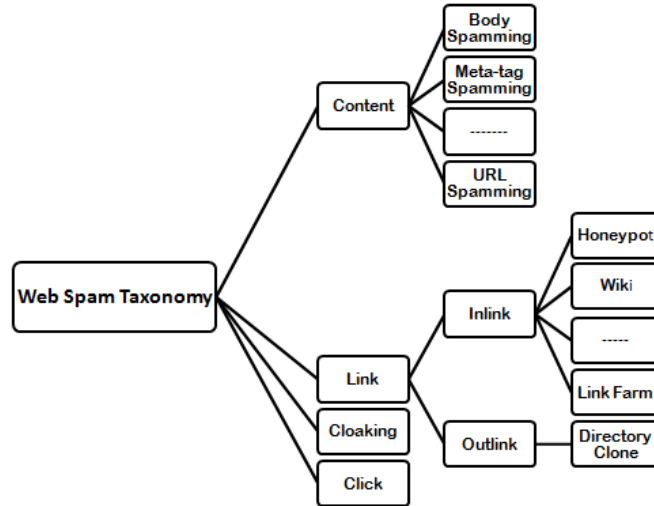 Body
Spamming
Meta-tag
Spamming
Content
-------
URL
Spamming
Honeypot
Web Spam Taxonomy
Wiki
Inlink
-----
Link
Link Farm
Cloaking
Outlink
Directory
Clone
Click